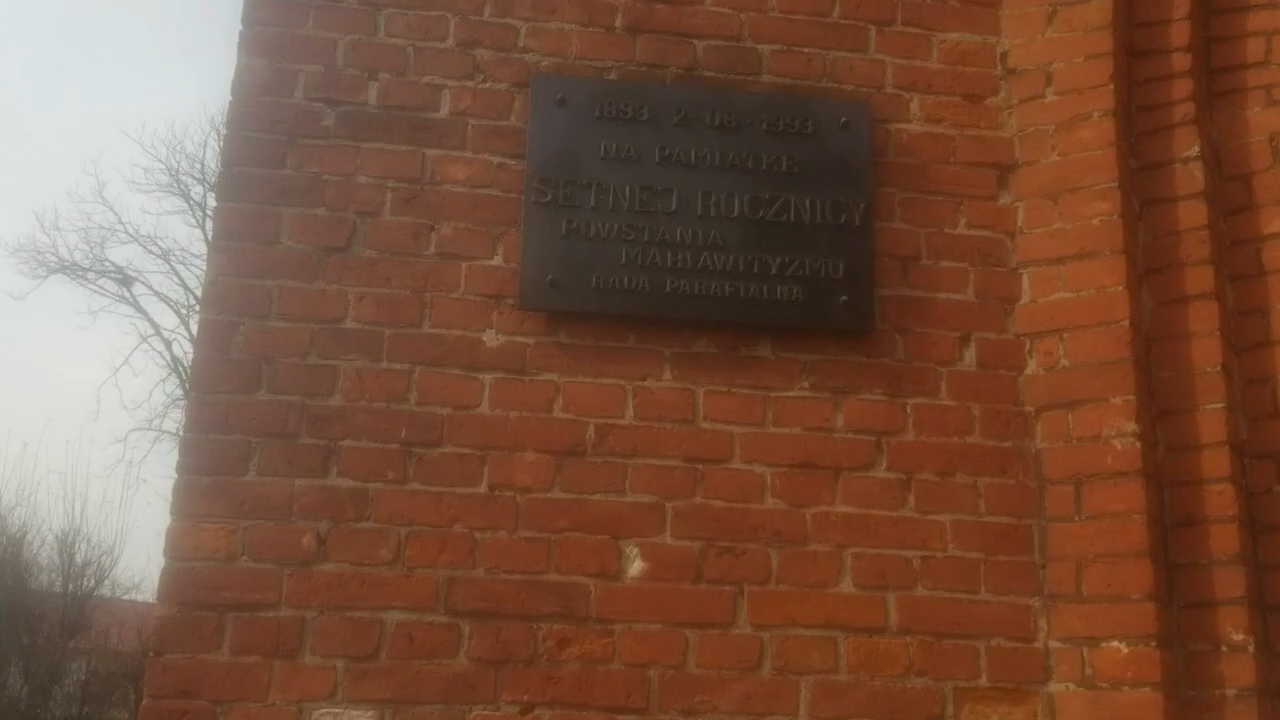 1893 2·08·1993
NA PAMIĄTKĘ
SETNEJ ROCZNICY
POWSTANIA
MARIAWITYZMU
RADA PARAFIALNA